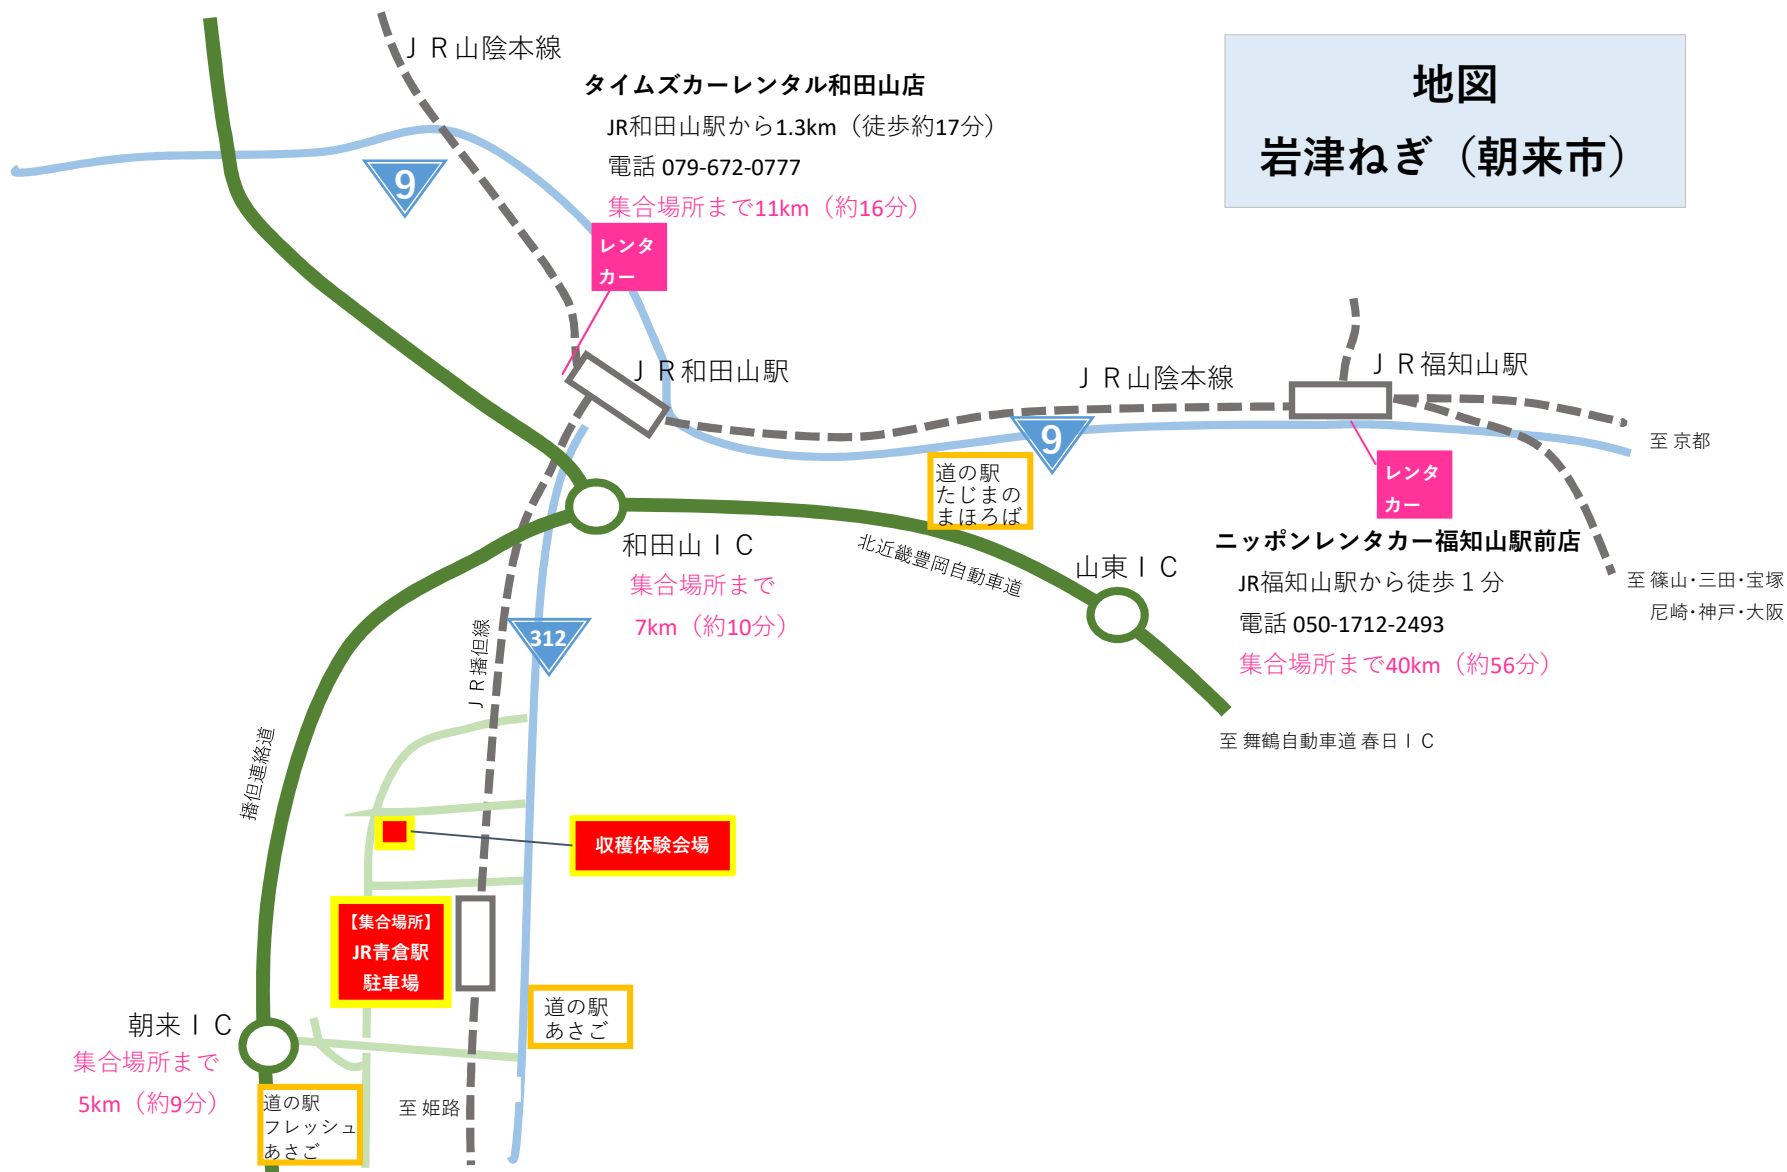 地図
岩津ねぎ（朝来市）
ＪＲ山陰本線
タイムズカーレンタル和田山店
JR和田山駅から1.3km（徒歩約17分）
電話 079-672-0777
集合場所まで11km（約16分）
9
レンタ
カー
ＪＲ和田山駅
ＪＲ山陰本線
ＪＲ福知山駅
9
至 京都
道の駅
たじまの
まほろば
レンタ
カー
ニッポンレンタカー福知山駅前店
JR福知山駅から徒歩１分
電話 050-1712-2493
集合場所まで40km（約56分）
至 篠山・三田・宝塚
尼崎・神戸・大阪
和田山ＩＣ
集合場所まで
7km（約10分）
北近畿豊岡自動車道
山東ＩＣ
至 舞鶴自動車道 春日ＩＣ
312
ＪＲ播但線
播但連絡道
収穫体験会場
【集合場所】
JR青倉駅
駐車場
道の駅
あさご
朝来ＩＣ
集合場所まで
5km（約9分）
道の駅
フレッシュ
あさご
至 姫路